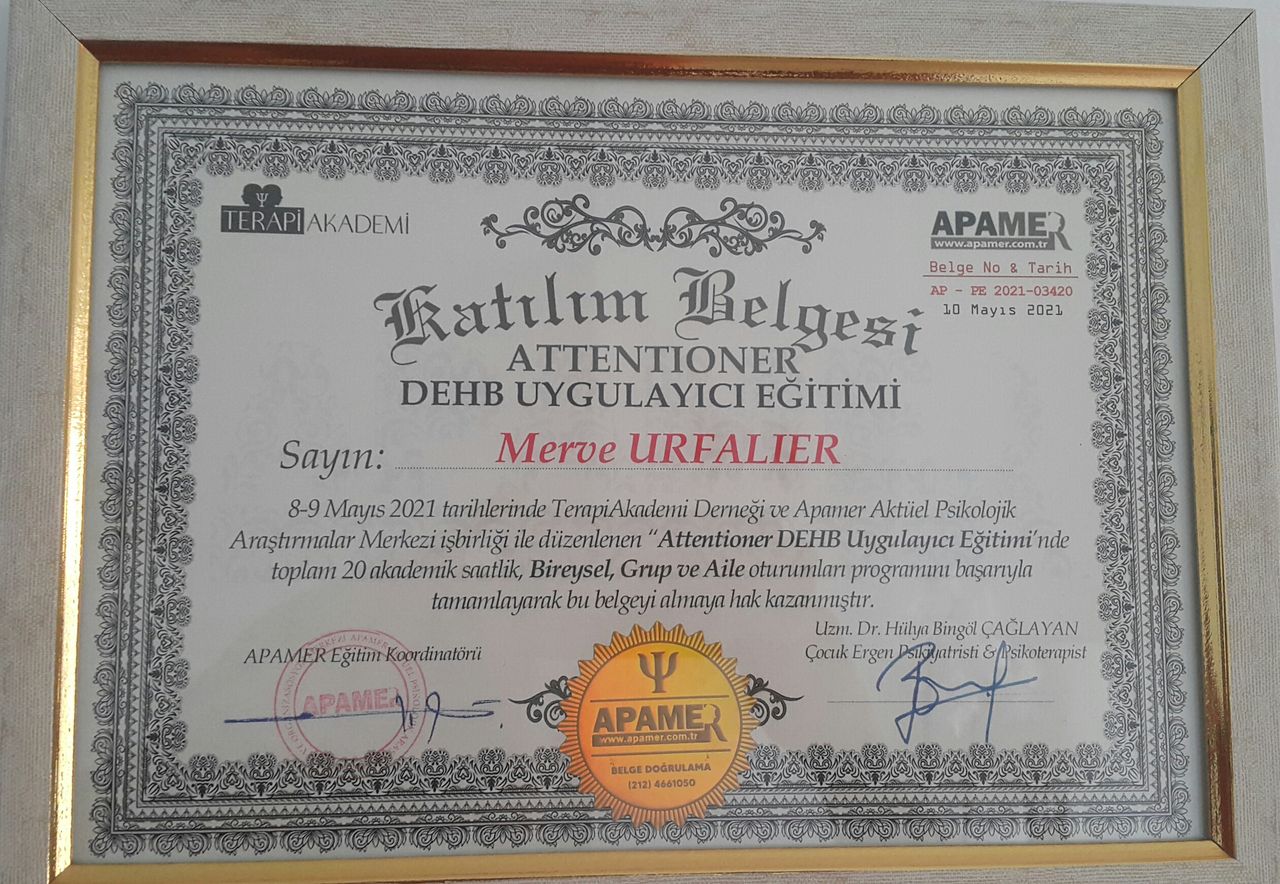 TERAPİ AKADEMİ
APAMER
www.apamer.com.tr
Belge No & Tarih
AP - PE 2021-03420
10 Mayıs 2021
Katılım Belgesi
ATTENTIONER
DEHB UYGULAYICI EĞİTİMİ
Sayın: Merve URFALIER
8-9 Mayıs 2021 tarihlerinde TerapiAkademi Derneği ve Apamer Aktüel Psikolojik
Araştırmalar Merkezi işbirliği ile düzenlenen “Attentioner DEHB Uygulayıcı Eğitimi’nde
toplam 20 akademik saatlik, Bireysel, Grup ve Aile oturumları programını başarıyla
tamamlayarak bu belgeyi almaya hak kazanmıştır.
Uzm. Dr. Hülya Bingöl ÇAĞLAYAN
Çocuk Ergen Psikiyatristi & Psikoterapist
APAMER Eğitim Koordinatörü
APAMER
APAMER
www.apamer.com.tr
BELGE DOĞRULAMA
(212) 4661050